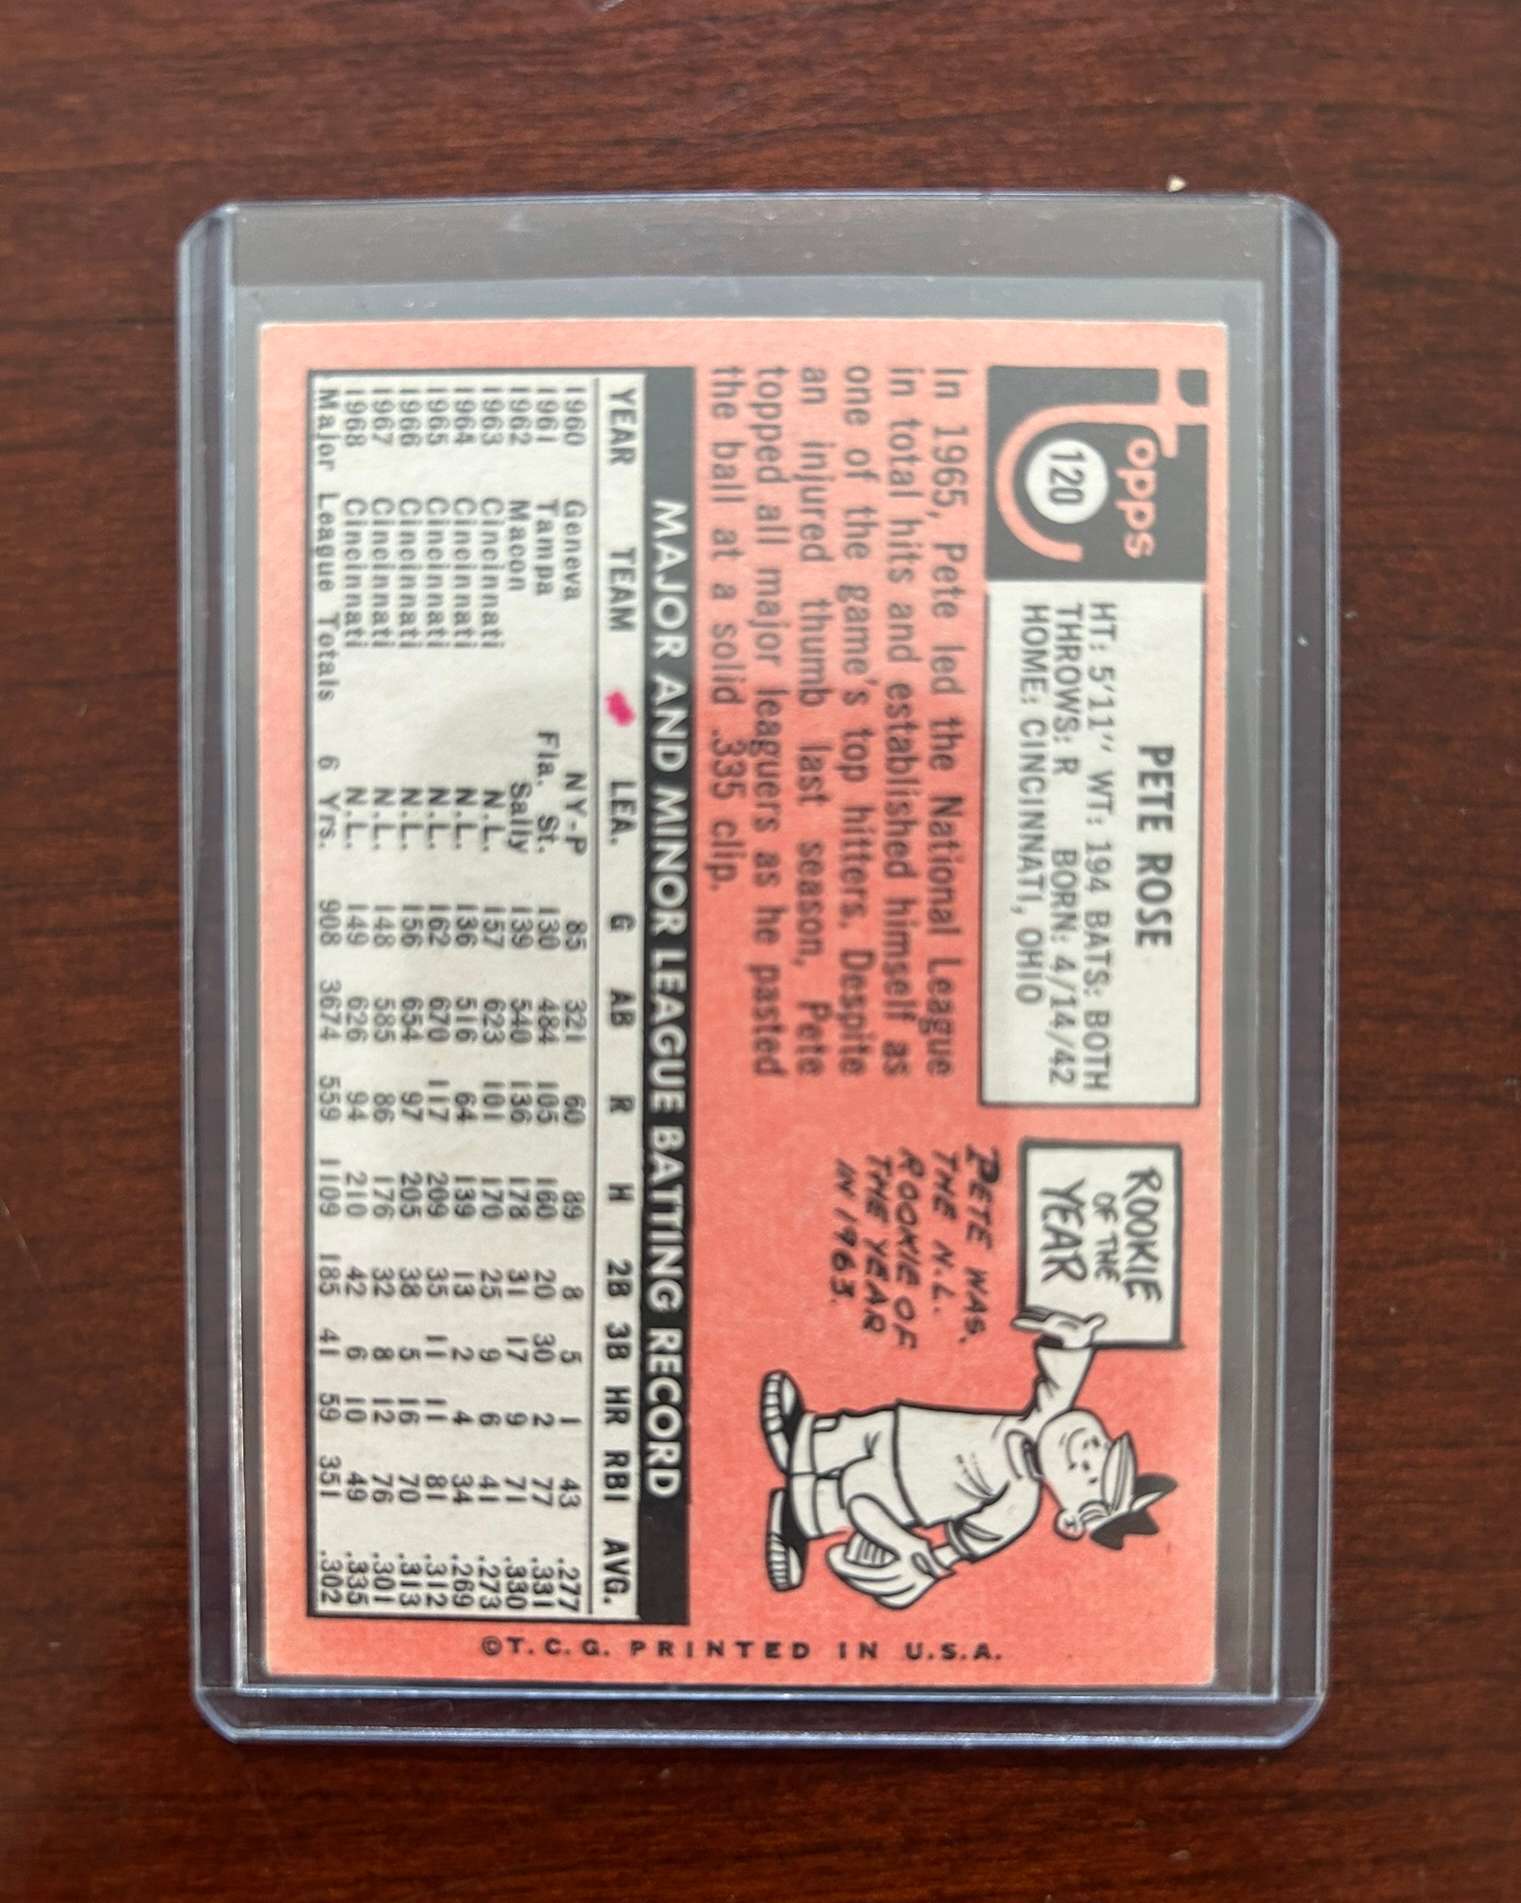 Topps
120
PETE ROSE
HT: 5'11" WT: 194 BATS: BOTH
THROWS: R BORN: 4/14/42
HOME: CINCINNATI, OHIO
In 1965, Pete led the National League
in total hits and established himself as
one of the game's top hitters. Despite
an injured thumb last season, Pete
topped all major leaguers as he pasted
the ball at a solid .335 clip.
ROOKIE
OF THE
YEAR
PETE WAS
THE N.L.
ROOKIE OF
THE YEAR
IN 1963.
MAJOR AND MINOR LEAGUE BATTING RECORD
YEAR TEAM LEA. G AB R H 2B 3B HR RBI AVG.
1960 Geneva NY-P 85 321 60 89 8 5 1 43 .277
1961 Tampa Fla. St. 130 484 105 160 20 30 2 77 .331
1962 Macon Sally 139 540 136 178 31 17 9 71 .330
1963 Cincinnati N.L. 157 623 101 170 25 9 6 41 .273
1964 Cincinnati N.L. 136 516 64 139 13 2 4 34 .269
1965 Cincinnati N.L. 162 670 117 209 35 11 11 81 .312
1966 Cincinnati N.L. 156 654 97 205 38 5 16 70 .313
1967 Cincinnati N.L. 148 585 86 176 32 8 12 76 .301
1968 Cincinnati N.L. 149 626 94 210 42 6 10 49 .335
Major League Totals 6 Yrs. 908 3674 559 1109 185 41 59 351 .302
©T.C.G. PRINTED IN U.S.A.